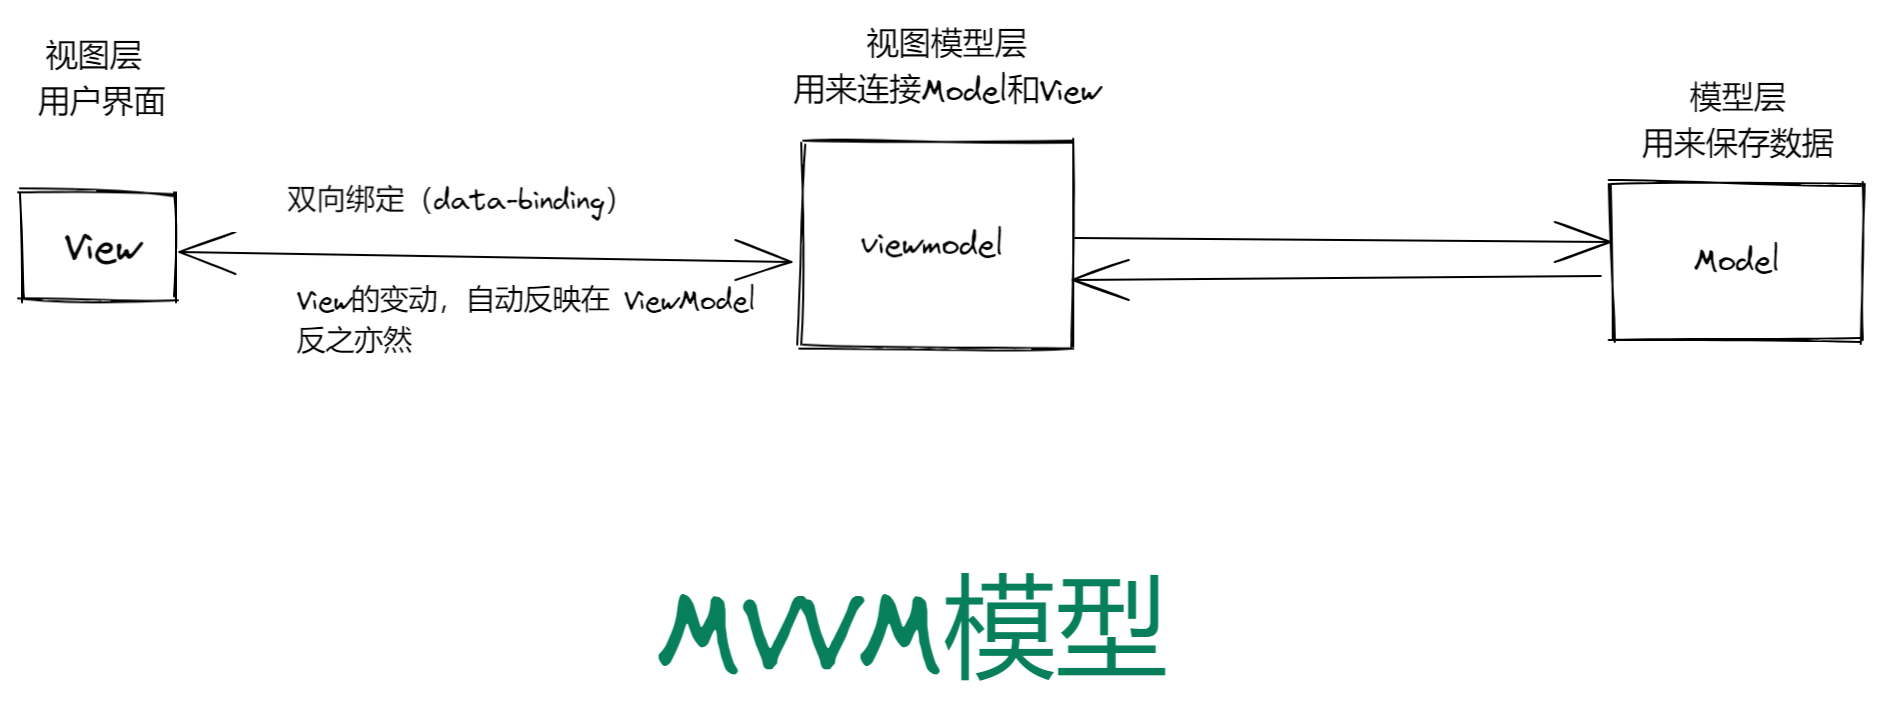 视图层
用户界面
View
双向绑定（data-binding）
View的变动，自动反映在 ViewModel
反之亦然
视图模型层
用来连接Model和View
viewmodel
模型层
用来保存数据
Model
MVVM模型